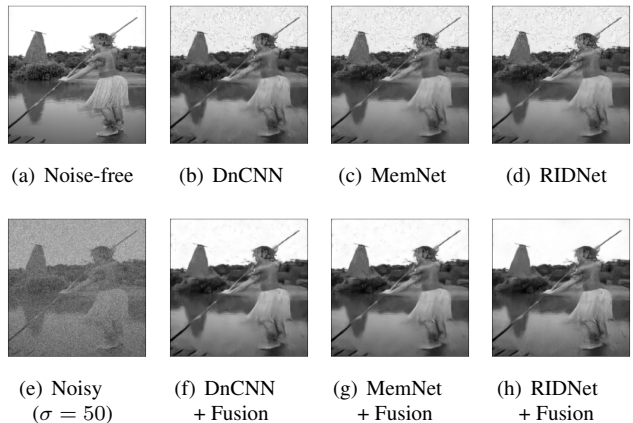 (a) Noise-free
(b) DnCNN
(c) MemNet
(d) RIDNet
(e) Noisy
(σ = 50)
(f) DnCNN
+ Fusion
(g) MemNet
+ Fusion
(h) RIDNet
+ Fusion